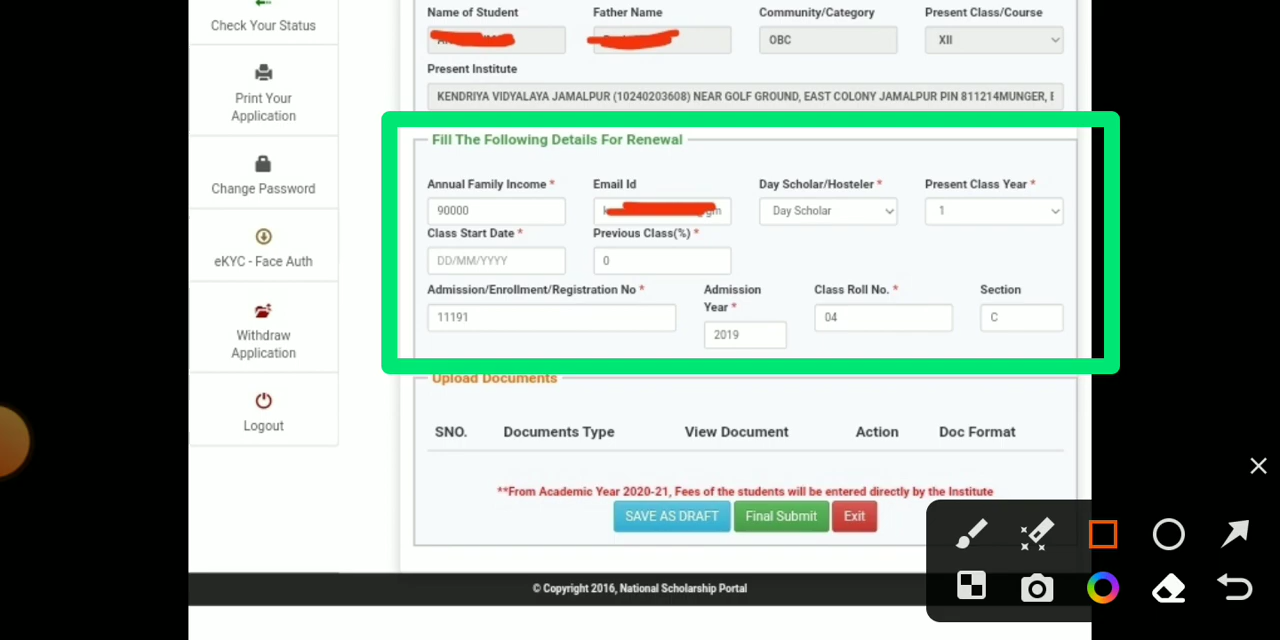 Check Your Status
Print Your
Application
Change Password
eKYC - Face Auth
Withdraw
Application
Logout
Name of Student Father Name Community/Category Present Class/Course
OBC XII
Present Institute
KENDRIYA VIDYALAYA JAMALPUR (10240203608) NEAR GOLF GROUND, EAST COLONY JAMALPUR PIN 811214MUNGER,
Fill The Following Details For Renewal
Annual Family Income * Email Id Day Scholar/Hosteler * Present Class Year *
90000 Day Scholar 1
Class Start Date * Previous Class(%) *
DD/MM/YYYY 0
Admission/Enrollment/Registration No * Admission Year * Class Roll No. * Section
11191 2019 04 C
Upload Documents
SNO. Documents Type View Document Action Doc Format
**From Academic Year 2020-21, Fees of the students will be entered directly by the Institute
SAVE AS DRAFT Final Submit Exit
© Copyright 2016, National Scholarship Portal